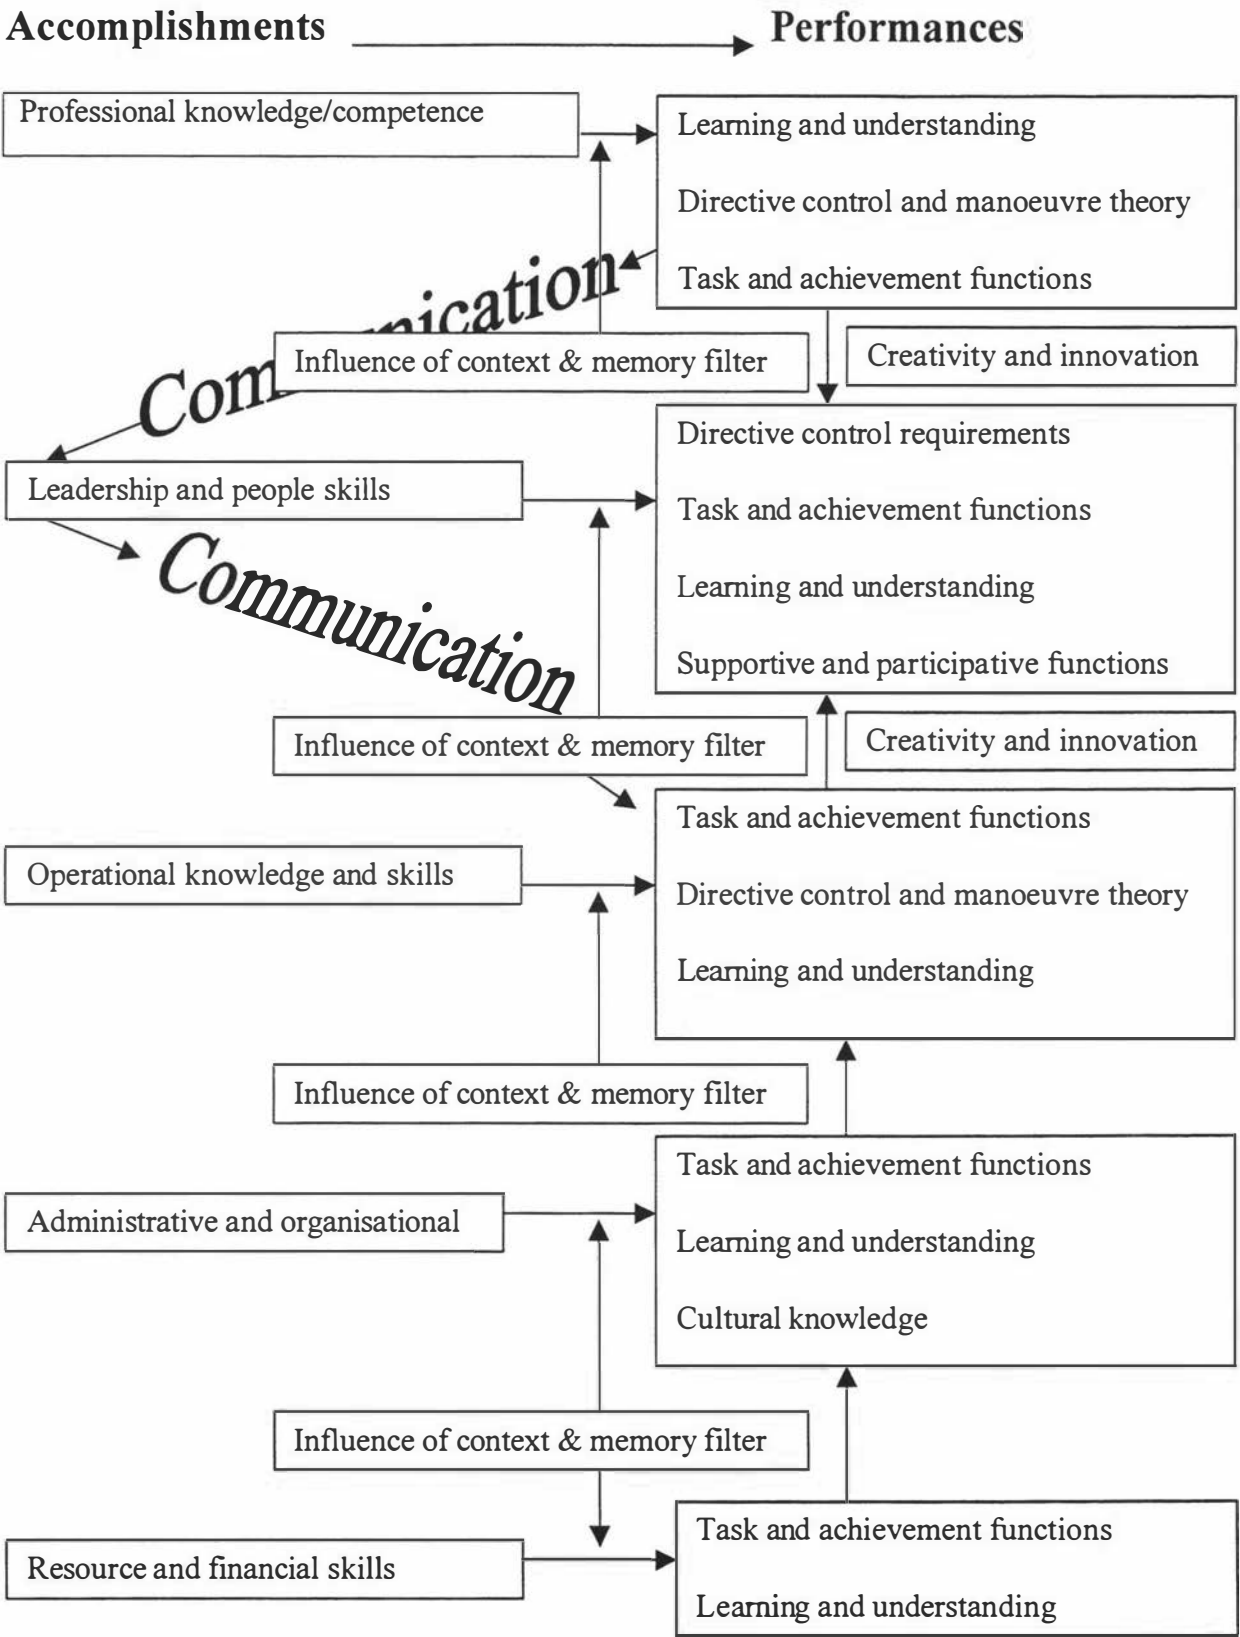 Accomplishments
Performances
Professional knowledge/competence
Learning and understanding
Directive control and manoeuvre theory
Task and achievement functions
Communication
Influence of context & memory filter
Creativity and innovation
Leadership and people skills
Directive control requirements
Task and achievement functions
Learning and understanding
Supportive and participative functions
Communication
Influence of context & memory filter
Creativity and innovation
Operational knowledge and skills
Task and achievement functions
Directive control and manoeuvre theory
Learning and understanding
Influence of context & memory filter
Administrative and organisational
Task and achievement functions
Learning and understanding
Cultural knowledge
Influence of context & memory filter
Resource and financial skills
Task and achievement functions
Learning and understanding